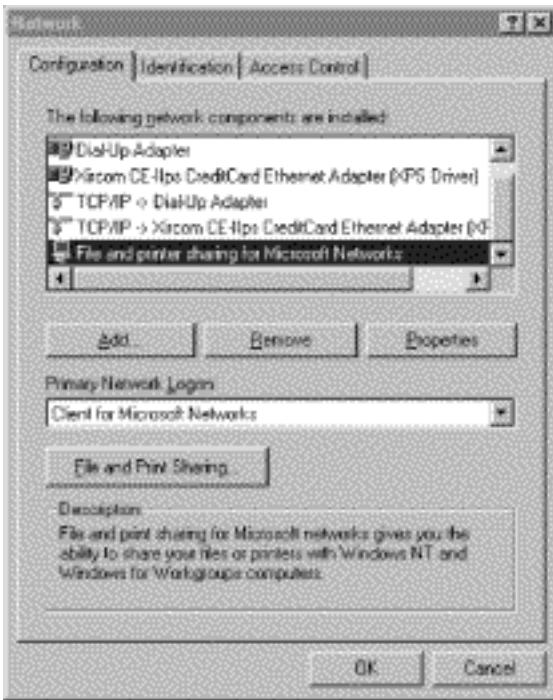 Network
Configuration Identification Access Control
The following network components are installed:
Dial-Up Adapter
Xircom CE-IIps CreditCard Ethernet Adapter (XPS Driver)
TCP/IP -> Dial-Up Adapter
TCP/IP -> Xircom CE-IIps CreditCard Ethernet Adapter (XF
File and printer sharing for Microsoft Networks
Add...
Remove
Properties
Primary Network Logon:
Client for Microsoft Networks
File and Print Sharing...
Description
File and print sharing for Microsoft networks gives you the
ability to share your files or printers with Windows NT and
Windows for Workgroups computers.
OK
Cancel